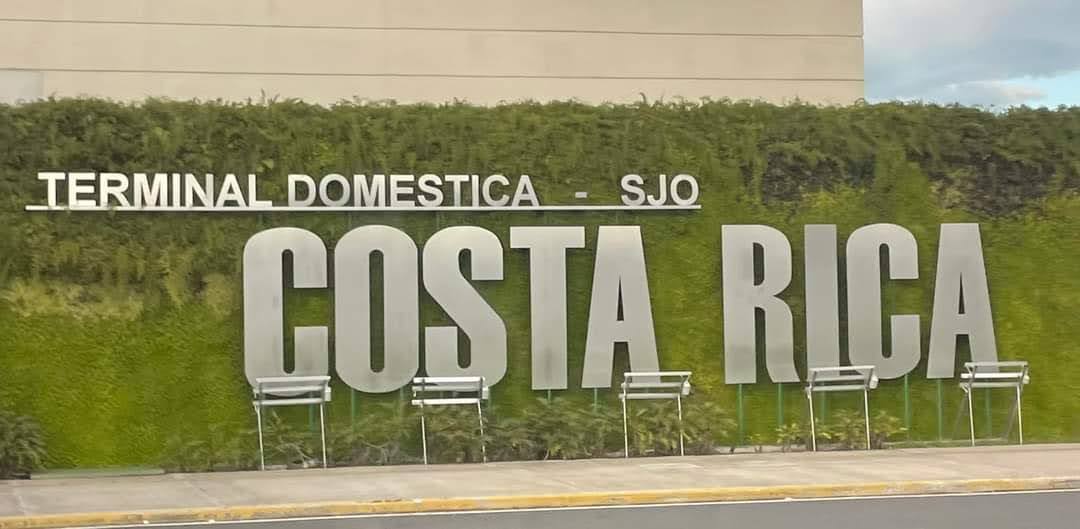 TERMINAL DOMESTICA - SJO
COSTA RICA